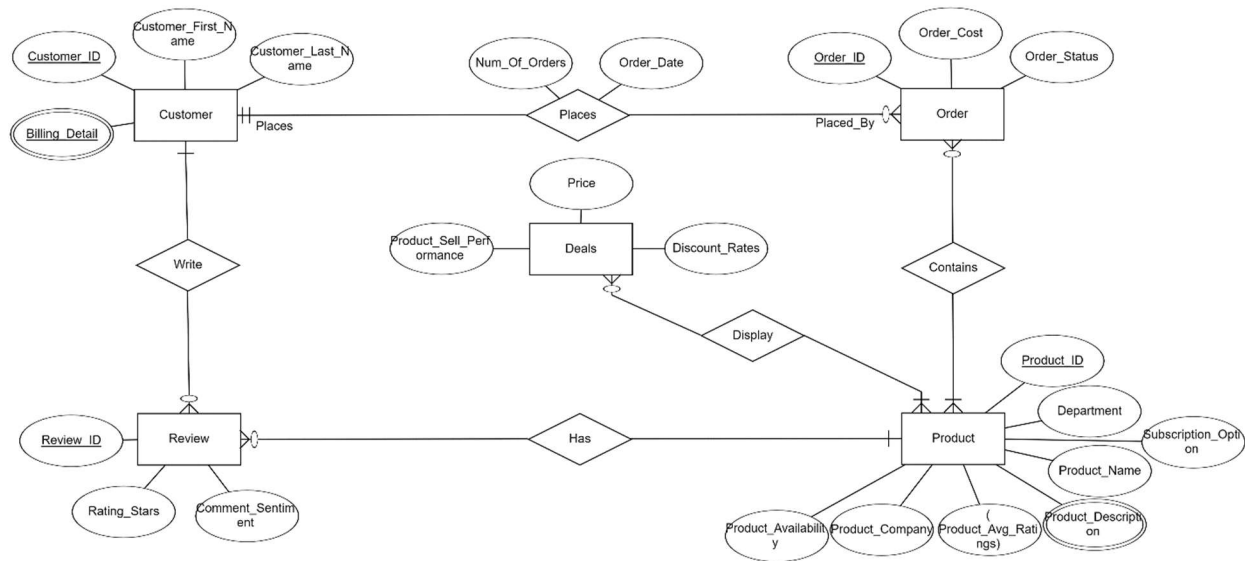 Customer_First_N
ame
Customer_ID
Customer_Last_N
ame
Billing_Detail
Customer
Places
Num_Of_Orders
Order_Date
Places
Order_Cost
Order_ID
Order_Status
Placed_By
Order
Price
Product_Sell_Perf
ormance
Deals
Discount_Rates
Write
Contains
Display
Product_ID
Department
Subscription_Opti
on
Review_ID
Review
Has
Product
Product_Name
Rating_Stars
Comment_Sentim
ent
Product_Availabilit
y
Product_Company
(
Product_Avg_Rati
ngs)
Product_Descripti
on